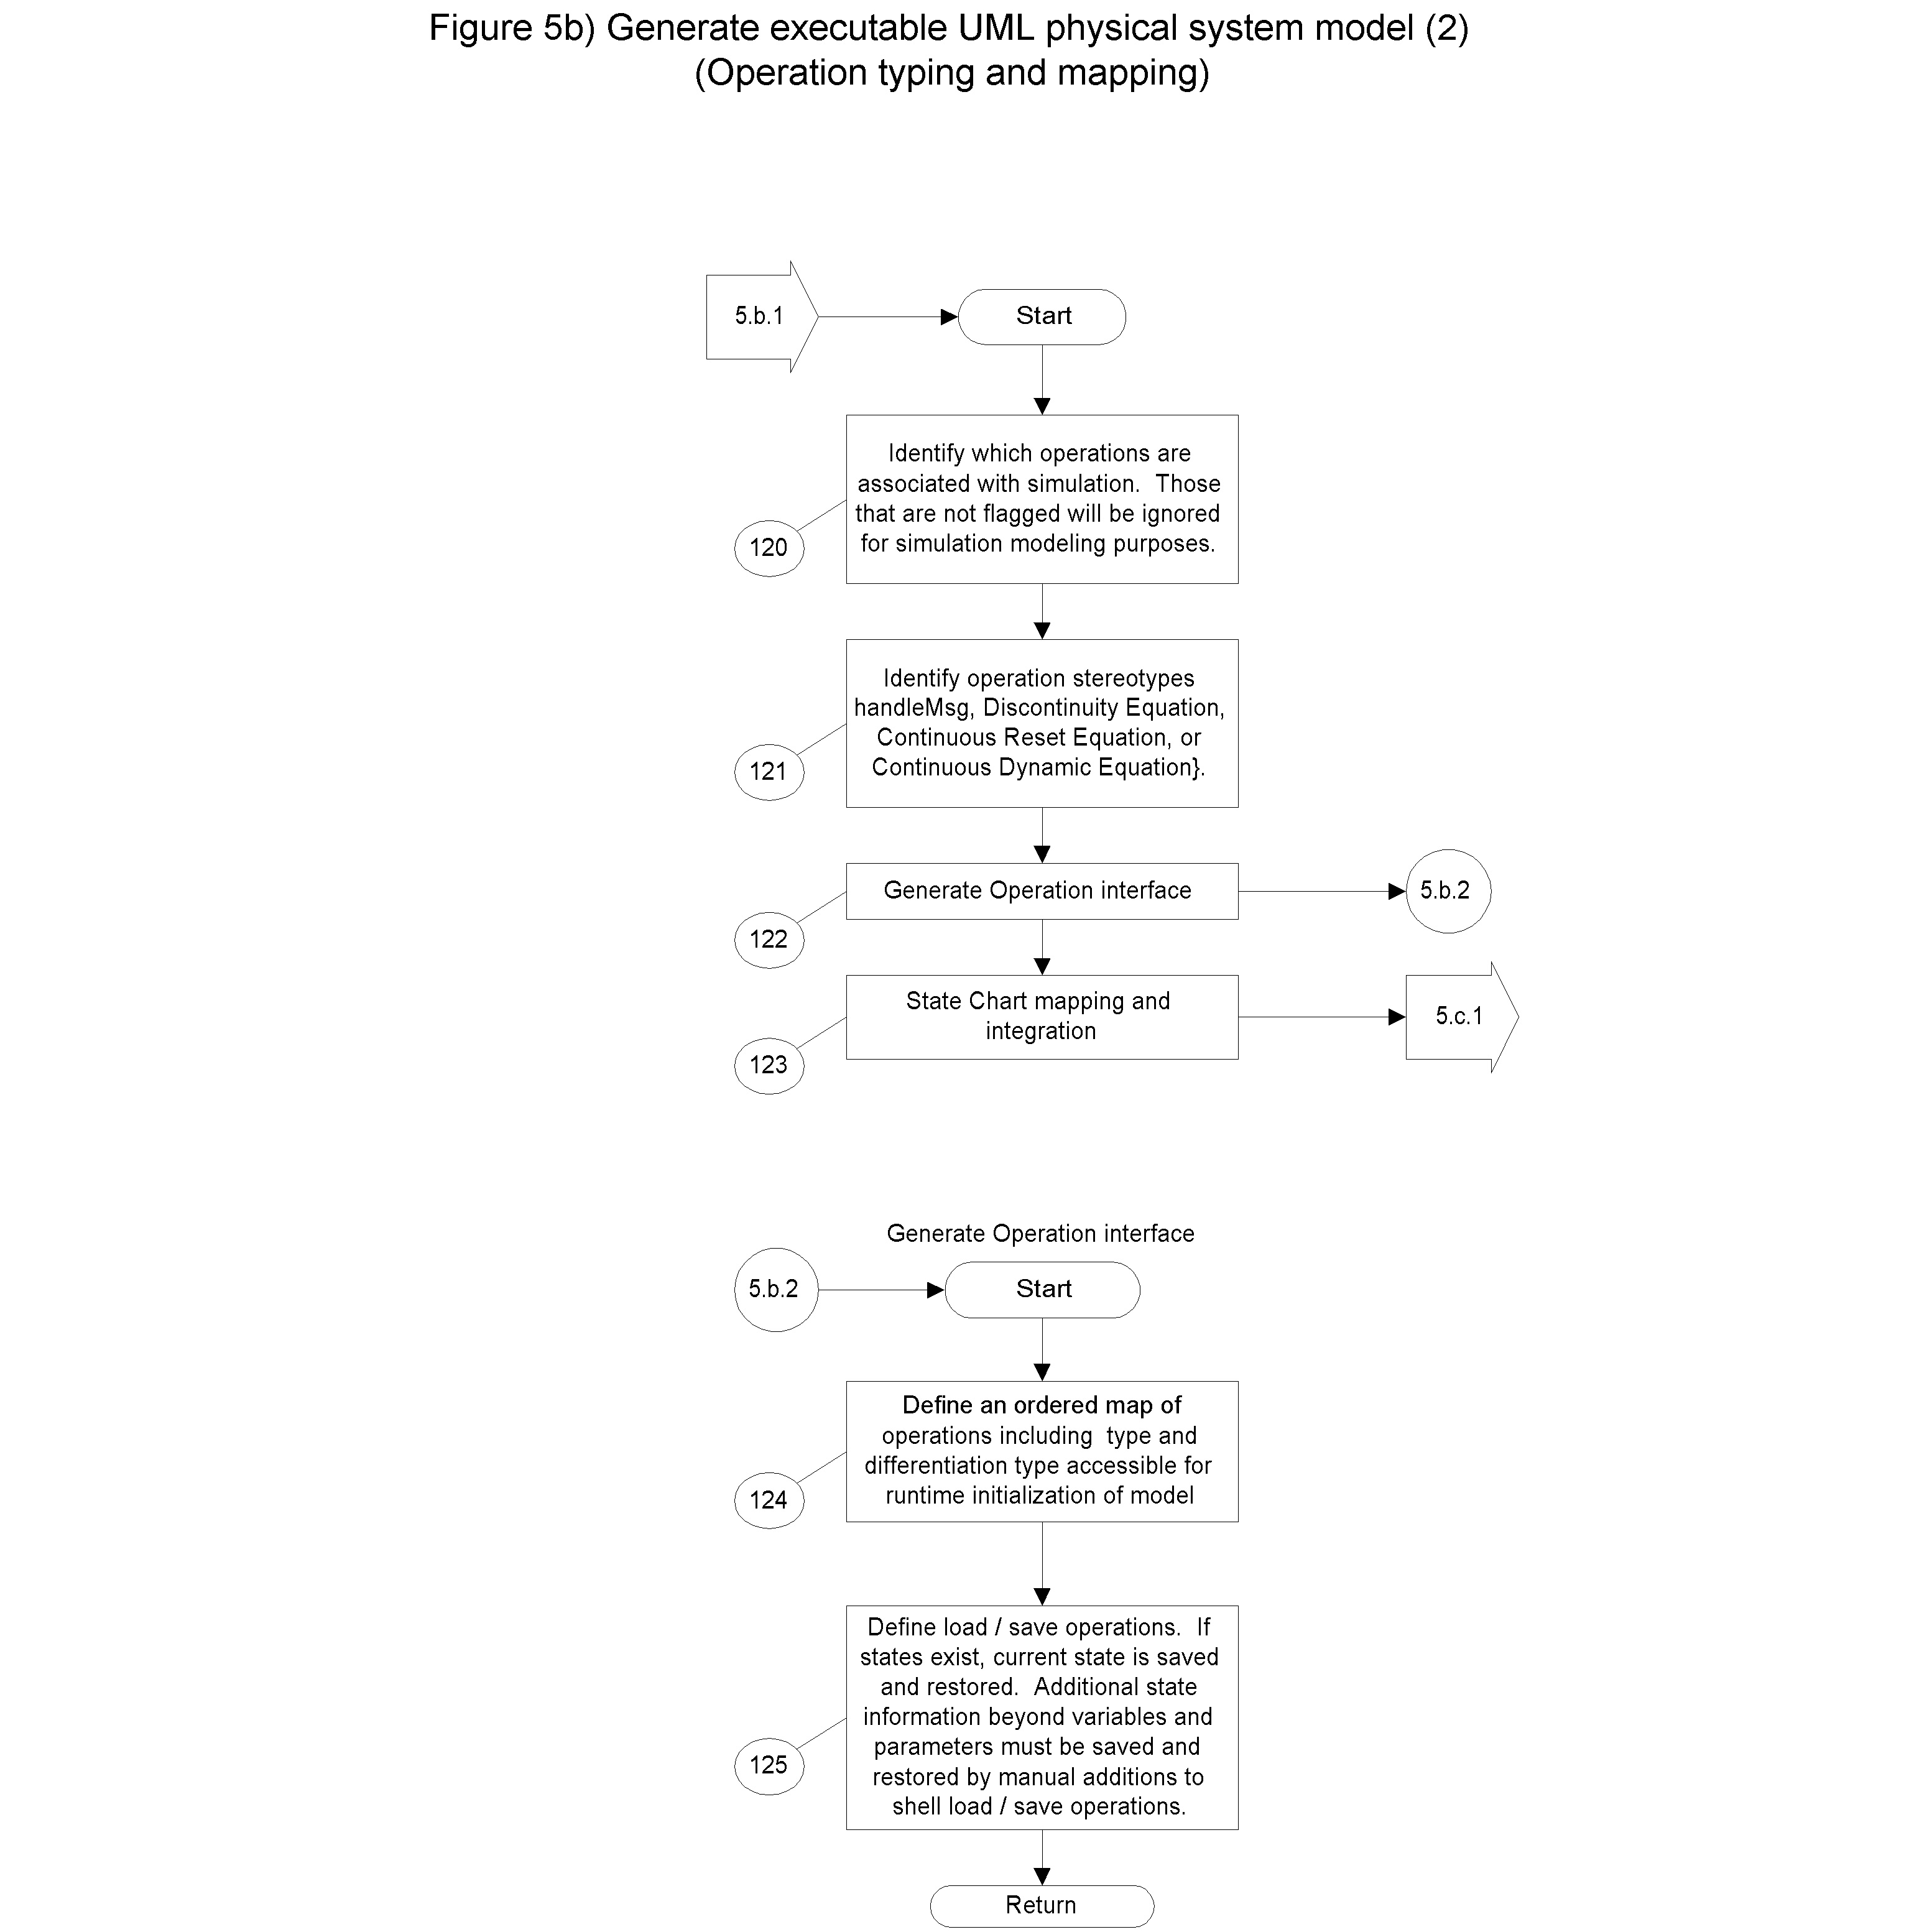 Figure 5b) Generate executable UML physical system model (2)
(Operation typing and mapping)
5.b.1
Start
Identify which operations are
associated with simulation.  Those
that are not flagged will be ignored
for simulation modeling purposes.
120
Identify operation stereotypes
handleMsg, Discontinuity Equation,
Continuous Reset Equation, or
Continuous Dynamic Equation}.
121
Generate Operation interface
5.b.2
122
State Chart mapping and
integration
5.c.1
123
Generate Operation interface
5.b.2
Start
Define an ordered map of
operations including  type and
differentiation type accessible for
runtime initialization of model
124
Define load / save operations.  If
states exist, current state is saved
and restored.  Additional state
information beyond variables and
parameters must be saved and
restored by manual additions to
shell load / save operations.
125
Return